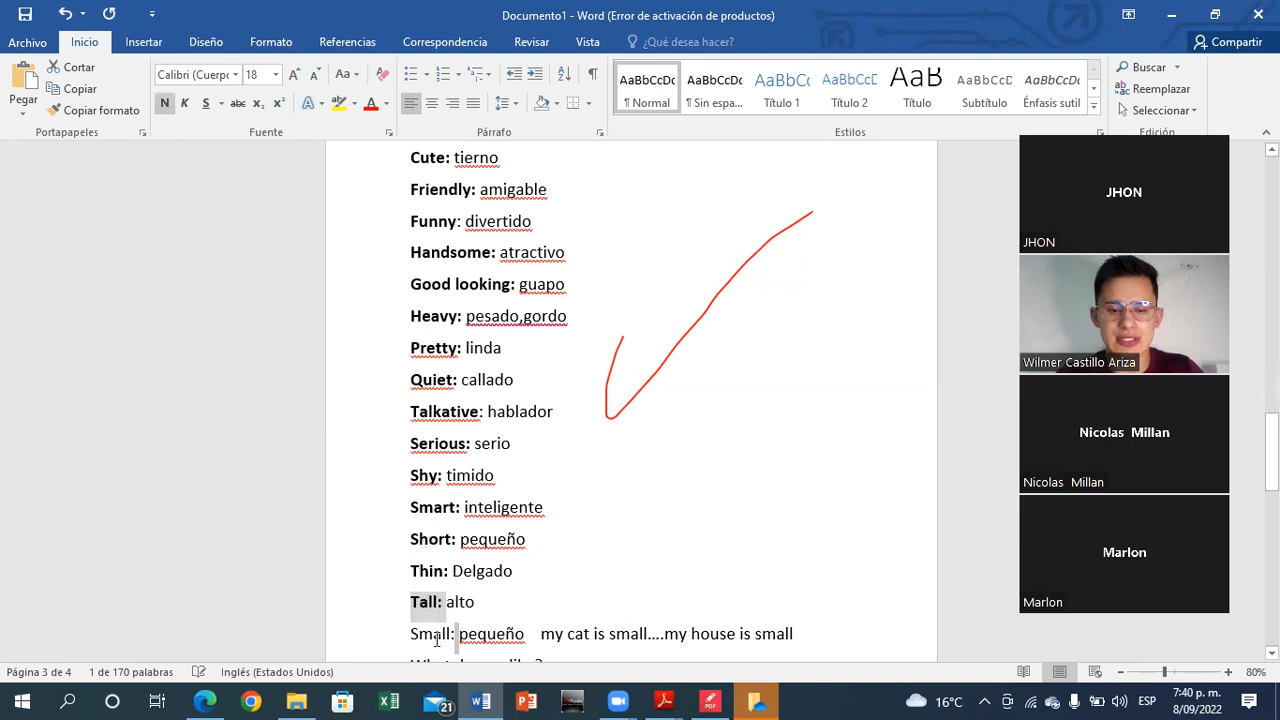 Documento1 - Word (Error de activación de productos)
Archivo Inicio Insertar Diseño Formato Referencias Correspondencia Revisar Vista ¿Qué desea hacer? Compartir
Pegar
Cortar
Copiar
Copiar formato
Portapapeles
Calibri (Cuerpo 18
Aa
N K S abc x₂ x²
A A
Fuente
Párrafo
AaBbCcDc AaBbCcDc AaBbCc AaBbCcD AaB AaBbCcD AaBbCcDc
¶ Normal ¶ Sin espa... Título 1 Título 2 Título Subtítulo Énfasis sutil
Estilos
Buscar
Reemplazar
Seleccionar
Edición
Cute: tierno
Friendly: amigable
Funny: divertido
Handsome: atractivo
Good looking: guapo
Heavy: pesado,gordo
Pretty: linda
Quiet: callado
Talkative: hablador
Serious: serio
Shy: timido
Smart: inteligente
Short: pequeño
Thin: Delgado
Tall: alto
Small: pequeño my cat is small….my house is small
JHON
JHON
Wilmer Castillo Ariza
Nicolas Millan
Nicolas Millan
Marlon
Marlon
Página 3 de 4 1 de 170 palabras Inglés (Estados Unidos) 80%
21
16°C ESP 7:40 p. m.
8/09/2022